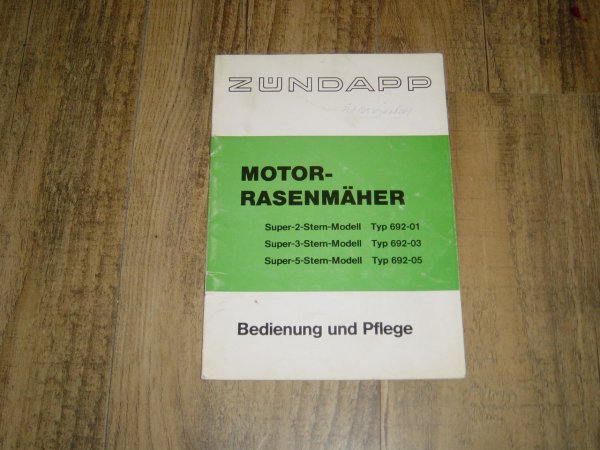 ZÜNDAPP
MOTOR-
RASENMÄHER
Super-2-Stern-Modell Typ 692-01
Super-3-Stern-Modell Typ 692-03
Super-5-Stern-Modell Typ 692-05
Bedienung und Pflege